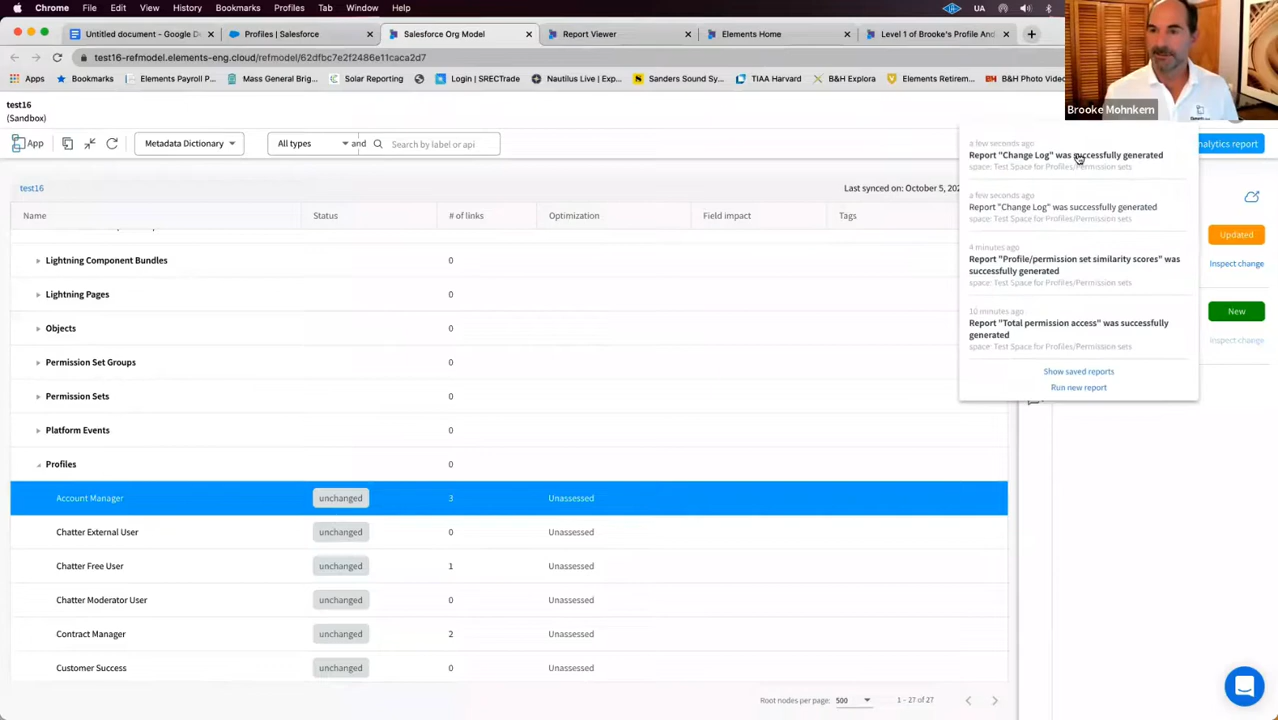 Chrome File Edit View History Bookmarks Profiles Tab Window Help UA
Untitled document - Google D
Profiles | Salesforce
Salesforce Org Model
Report Viewer
Elements Home
Level 1 of Brooke's Profile And
test16-refmodel.elements-org.cloud/refmodel/
Apps
Bookmarks
Elements Payroll
Mass General Brig...
Solar
Nautilus Live | Exp...
Sanders Sound Sy...
TIAA Harvard
BH Explora
Elements Retirem...
B&H Photo Video
Brooke Mohnkern
test16
(Sandbox)
App
Metadata Dictionary
All types
and
Search by label or api
nalytics report
test16
Last synced on: October 5, 202
Name
Status
# of links
Optimization
Field impact
Tags
Lightning Component Bundles
0
Lightning Pages
0
Objects
0
Permission Set Groups
0
Permission Sets
0
Platform Events
0
Profiles
0
Account Manager
unchanged
3
Unassessed
Chatter External User
unchanged
0
Unassessed
Chatter Free User
unchanged
1
Unassessed
Chatter Moderator User
unchanged
0
Unassessed
Contract Manager
unchanged
2
Unassessed
Customer Success
unchanged
0
Unassessed
a few seconds ago
Report "Change Log" was successfully generated
space: Test Space for Profiles/Permission sets
a few seconds ago
Report "Change Log" was successfully generated
space: Test Space for Profiles/Permission sets
4 minutes ago
Report "Profile/permission set similarity scores" was
successfully generated
space: Test Space for Profiles/Permission sets
10 minutes ago
Report "Total permission access" was successfully
generated
space: Test Space for Profiles/Permission sets
Show saved reports
Run new report
Updated
Inspect change
New
Inspect change
Root nodes per page:
500
1 - 27 of 27